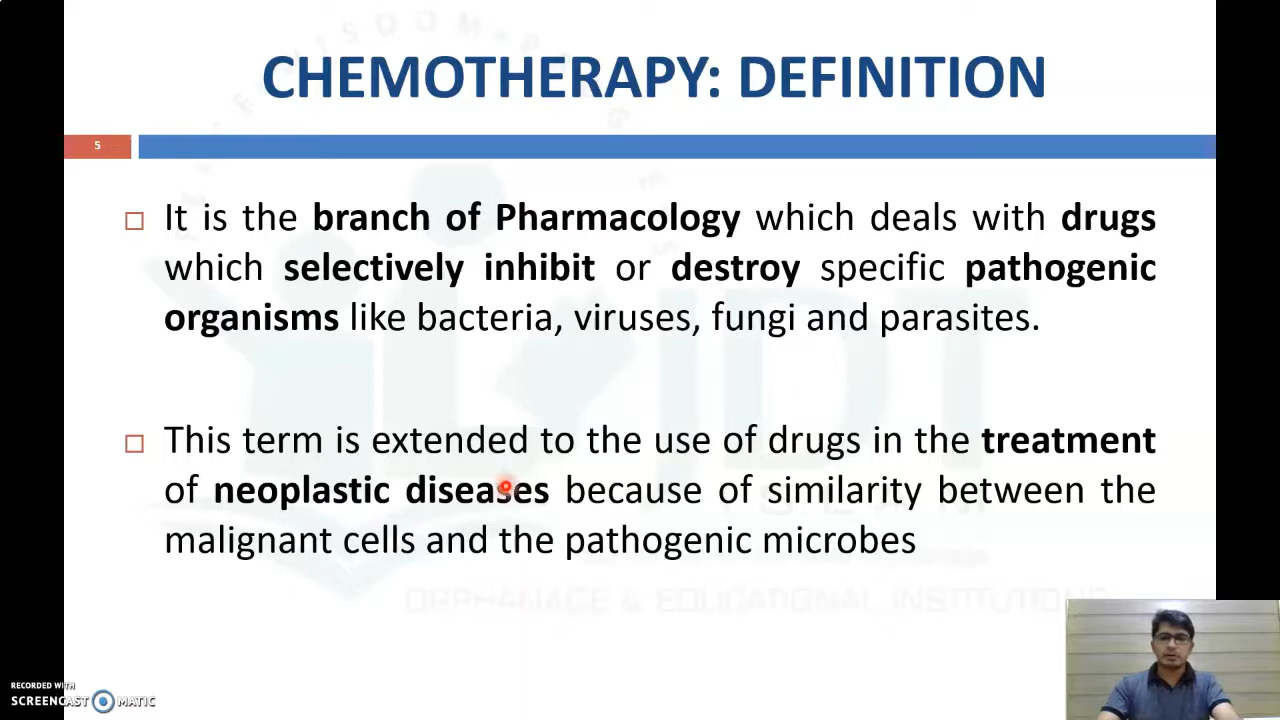 CHEMOTHERAPY: DEFINITION
5
It is the branch of Pharmacology which deals with drugs
which selectively inhibit or destroy specific pathogenic
organisms like bacteria, viruses, fungi and parasites.
This term is extended to the use of drugs in the treatment
of neoplastic diseases because of similarity between the
malignant cells and the pathogenic microbes
ORPHANAGE & EDUCATIONAL INSTITUTIONS
RECORDED WITH
SCREENCAST MATIC